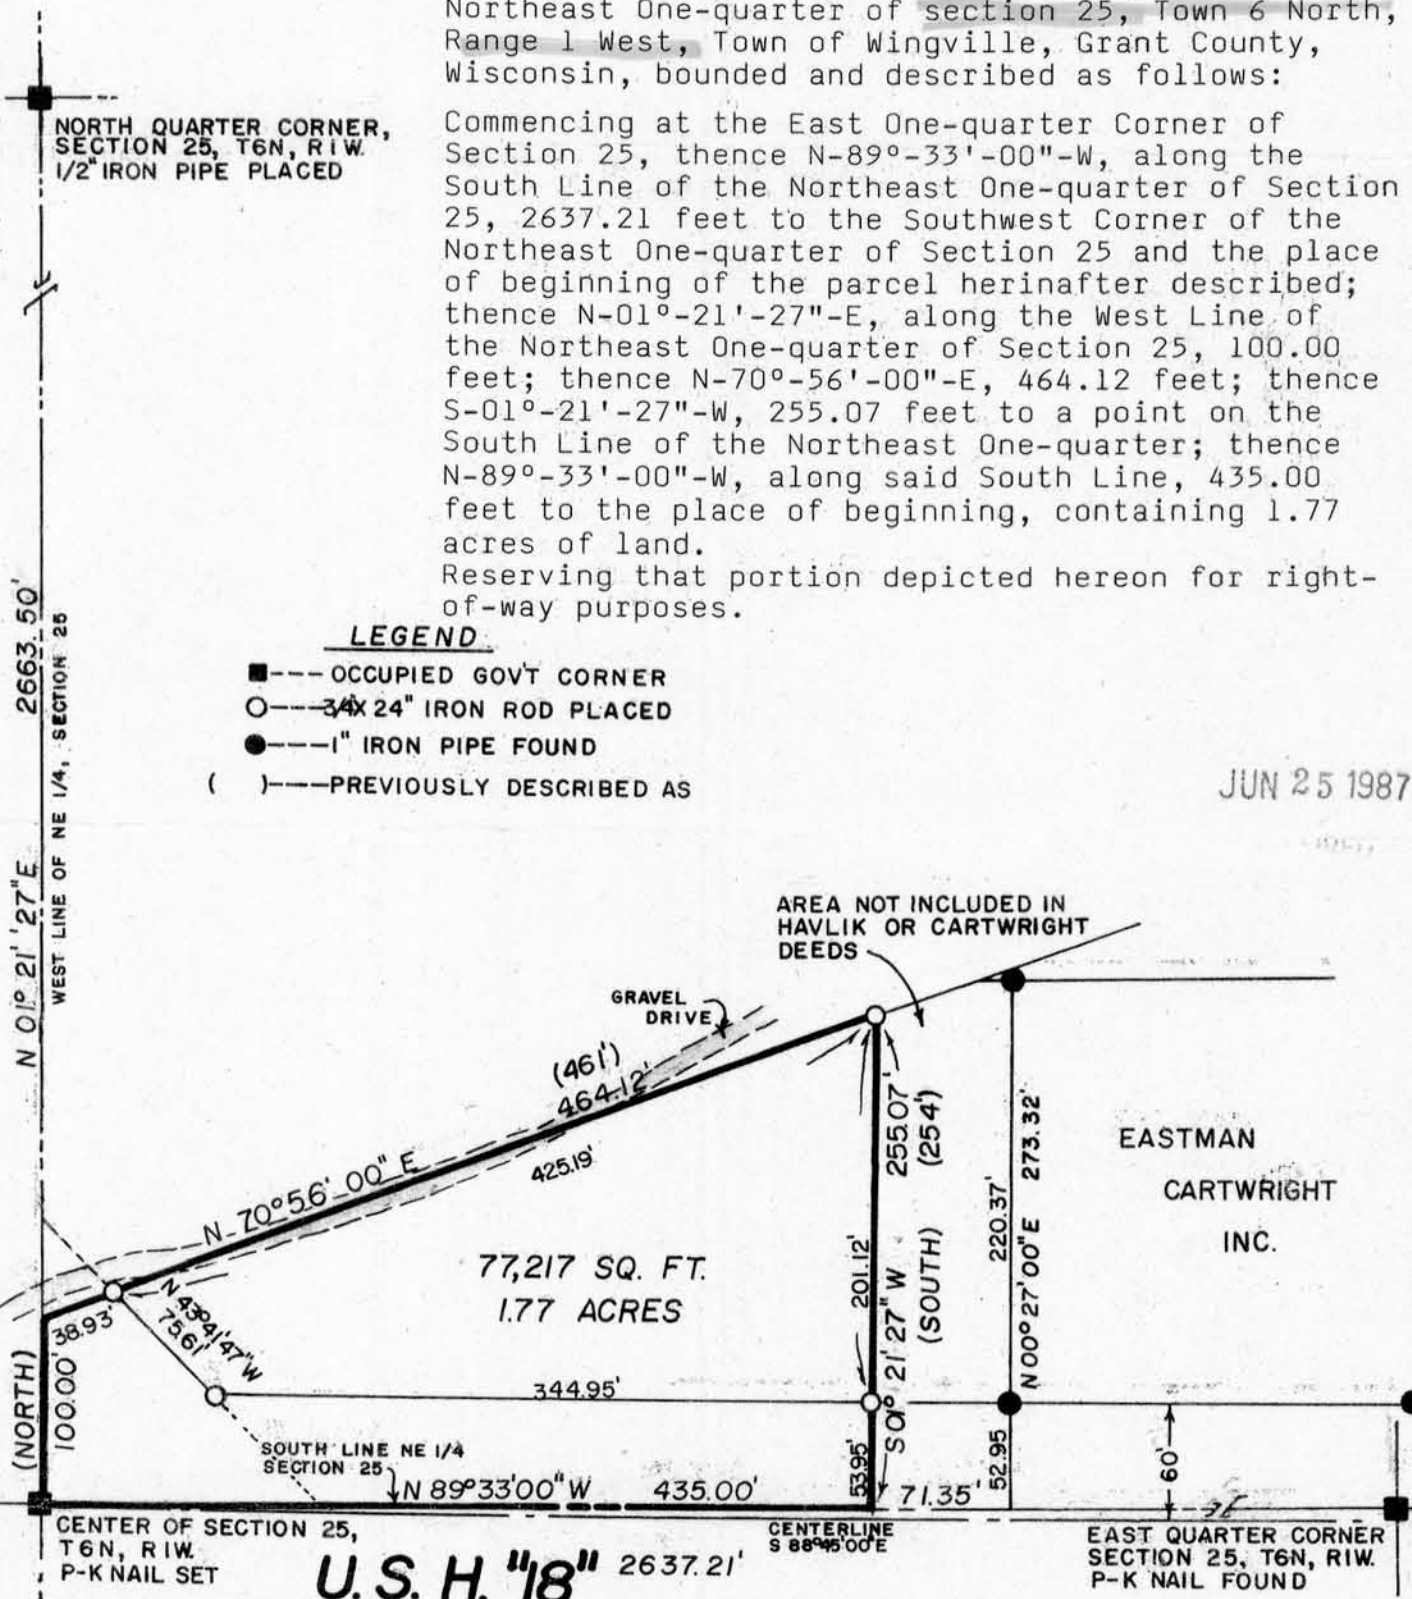 Northeast One-quarter of section 25, Town 6 North,
Range 1 West, Town of Wingville, Grant County,
Wisconsin, bounded and described as follows:
Commencing at the East One-quarter Corner of
Section 25, thence N-89°-33'-00"-W, along the
South Line of the Northeast One-quarter of Section
25, 2637.21 feet to the Southwest Corner of the
Northeast One-quarter of Section 25 and the place
of beginning of the parcel herinafter described;
thence N-01°-21'-27"-E, along the West Line of
the Northeast One-quarter of Section 25, 100.00
feet; thence N-70°-56'-00"-E, 464.12 feet; thence
S-01°-21'-27"-W, 255.07 feet to a point on the
South Line of the Northeast One-quarter; thence
N-89°-33'-00"-W, along said South Line, 435.00
feet to the place of beginning, containing 1.77
acres of land.
Reserving that portion depicted hereon for right-
of-way purposes.
NORTH QUARTER CORNER,
SECTION 25, T6N, R1W.
1/2" IRON PIPE PLACED
LEGEND
--- OCCUPIED GOV'T CORNER
---3/4X 24" IRON ROD PLACED
---1" IRON PIPE FOUND
( )----PREVIOUSLY DESCRIBED AS
JUN 25 1987
N 01° 21' 27" E 2663.50'
WEST LINE OF NE 1/4, SECTION 25
AREA NOT INCLUDED IN
HAVLIK OR CARTWRIGHT
DEEDS
GRAVEL
DRIVE
(461')
464.12'
N 70°56' 00" E
425.19'
255.07'
(254')
273.32'
EASTMAN
CARTWRIGHT
INC.
77,217 SQ. FT.
1.77 ACRES
201.12'
S 01° 21' 27" W
(SOUTH)
220.37'
N 00° 27' 00" E
38.93'
N 43°41'47" W
75.61'
(NORTH)
100.00'
344.95'
SOUTH LINE NE 1/4
SECTION 25
N 89°33'00" W
435.00'
53.95'
71.35'
52.95
60'
CENTER OF SECTION 25,
T6N, R1W.
P-K NAIL SET
CENTERLINE
S 88°45'00" E
EAST QUARTER CORNER
SECTION 25, T6N, R1W.
P-K NAIL FOUND
U. S. H. "18"
2637.21'